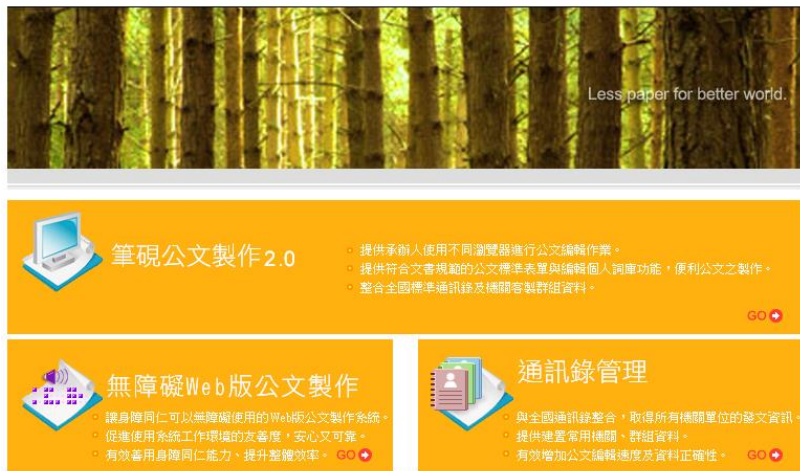 Less paper for better world.
筆硯公文製作2.0
提供承辦人使用不同瀏覽器進行公文編輯作業。
提供符合文書規範的公文標準表單與編輯個人詞庫功能，便利公文之製作。
整合全國標準通訊錄及機關客製群組資料。
GO
無障礙Web版公文製作
讓身障同仁可以無障礙使用的Web版公文製作系統。
促進使用系統工作環境的友善度，安心又可靠。
有效善用身障同仁能力、提升整體效率。 GO
通訊錄管理
與全國通訊錄整合，取得所有機關單位的發文資訊。
提供建置常用機關、群組資料。
有效增加公文編輯速度及資料正確性。 GO